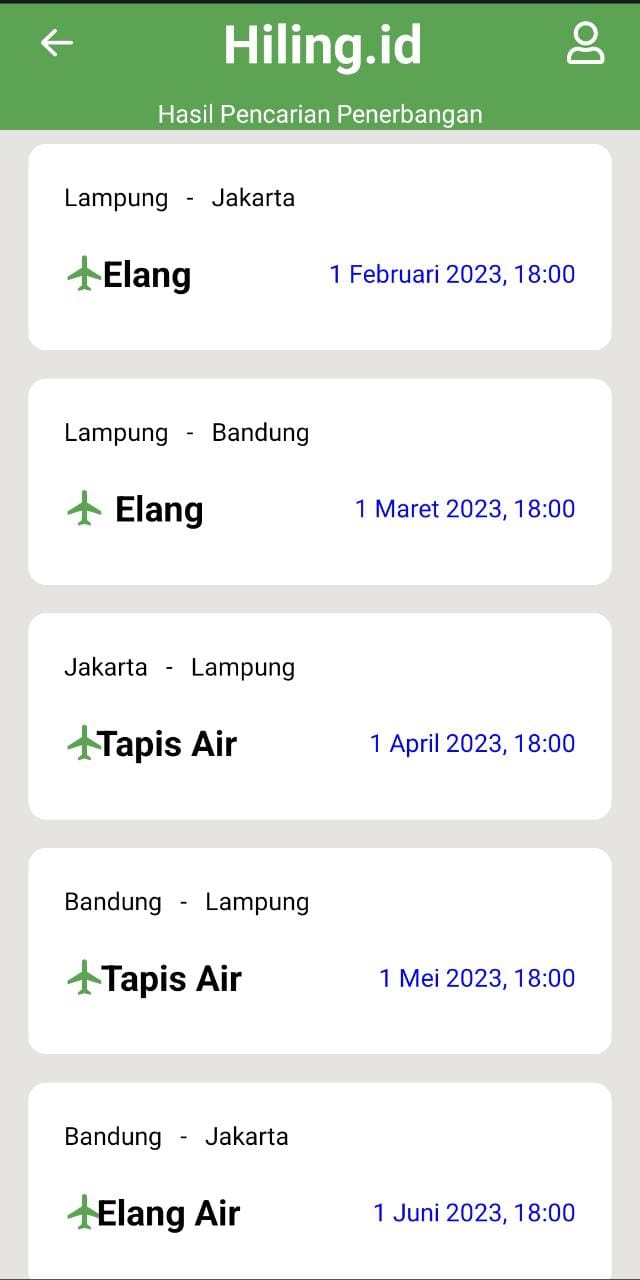 Hiling.id
Hasil Pencarian Penerbangan
Lampung - Jakarta
Elang 1 Februari 2023, 18:00
Lampung - Bandung
Elang 1 Maret 2023, 18:00
Jakarta - Lampung
Tapis Air 1 April 2023, 18:00
Bandung - Lampung
Tapis Air 1 Mei 2023, 18:00
Bandung - Jakarta
Elang Air 1 Juni 2023, 18:00